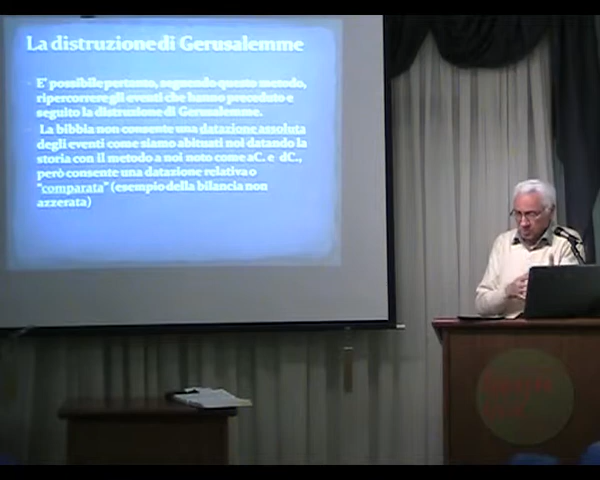 La distruzione di Gerusalemme
E' possibile pertanto, seguendo questo metodo,
ripercorrere gli eventi che hanno preceduto e
seguito la distruzione di Gerusalemme.
La bibbia non consente una datazione assoluta
degli eventi come siamo abituati noi datando la
storia con il metodo a noi noto come aC. e dC.,
però consente una datazione relativa o
"comparata" (esempio della bilancia non
azzerata)